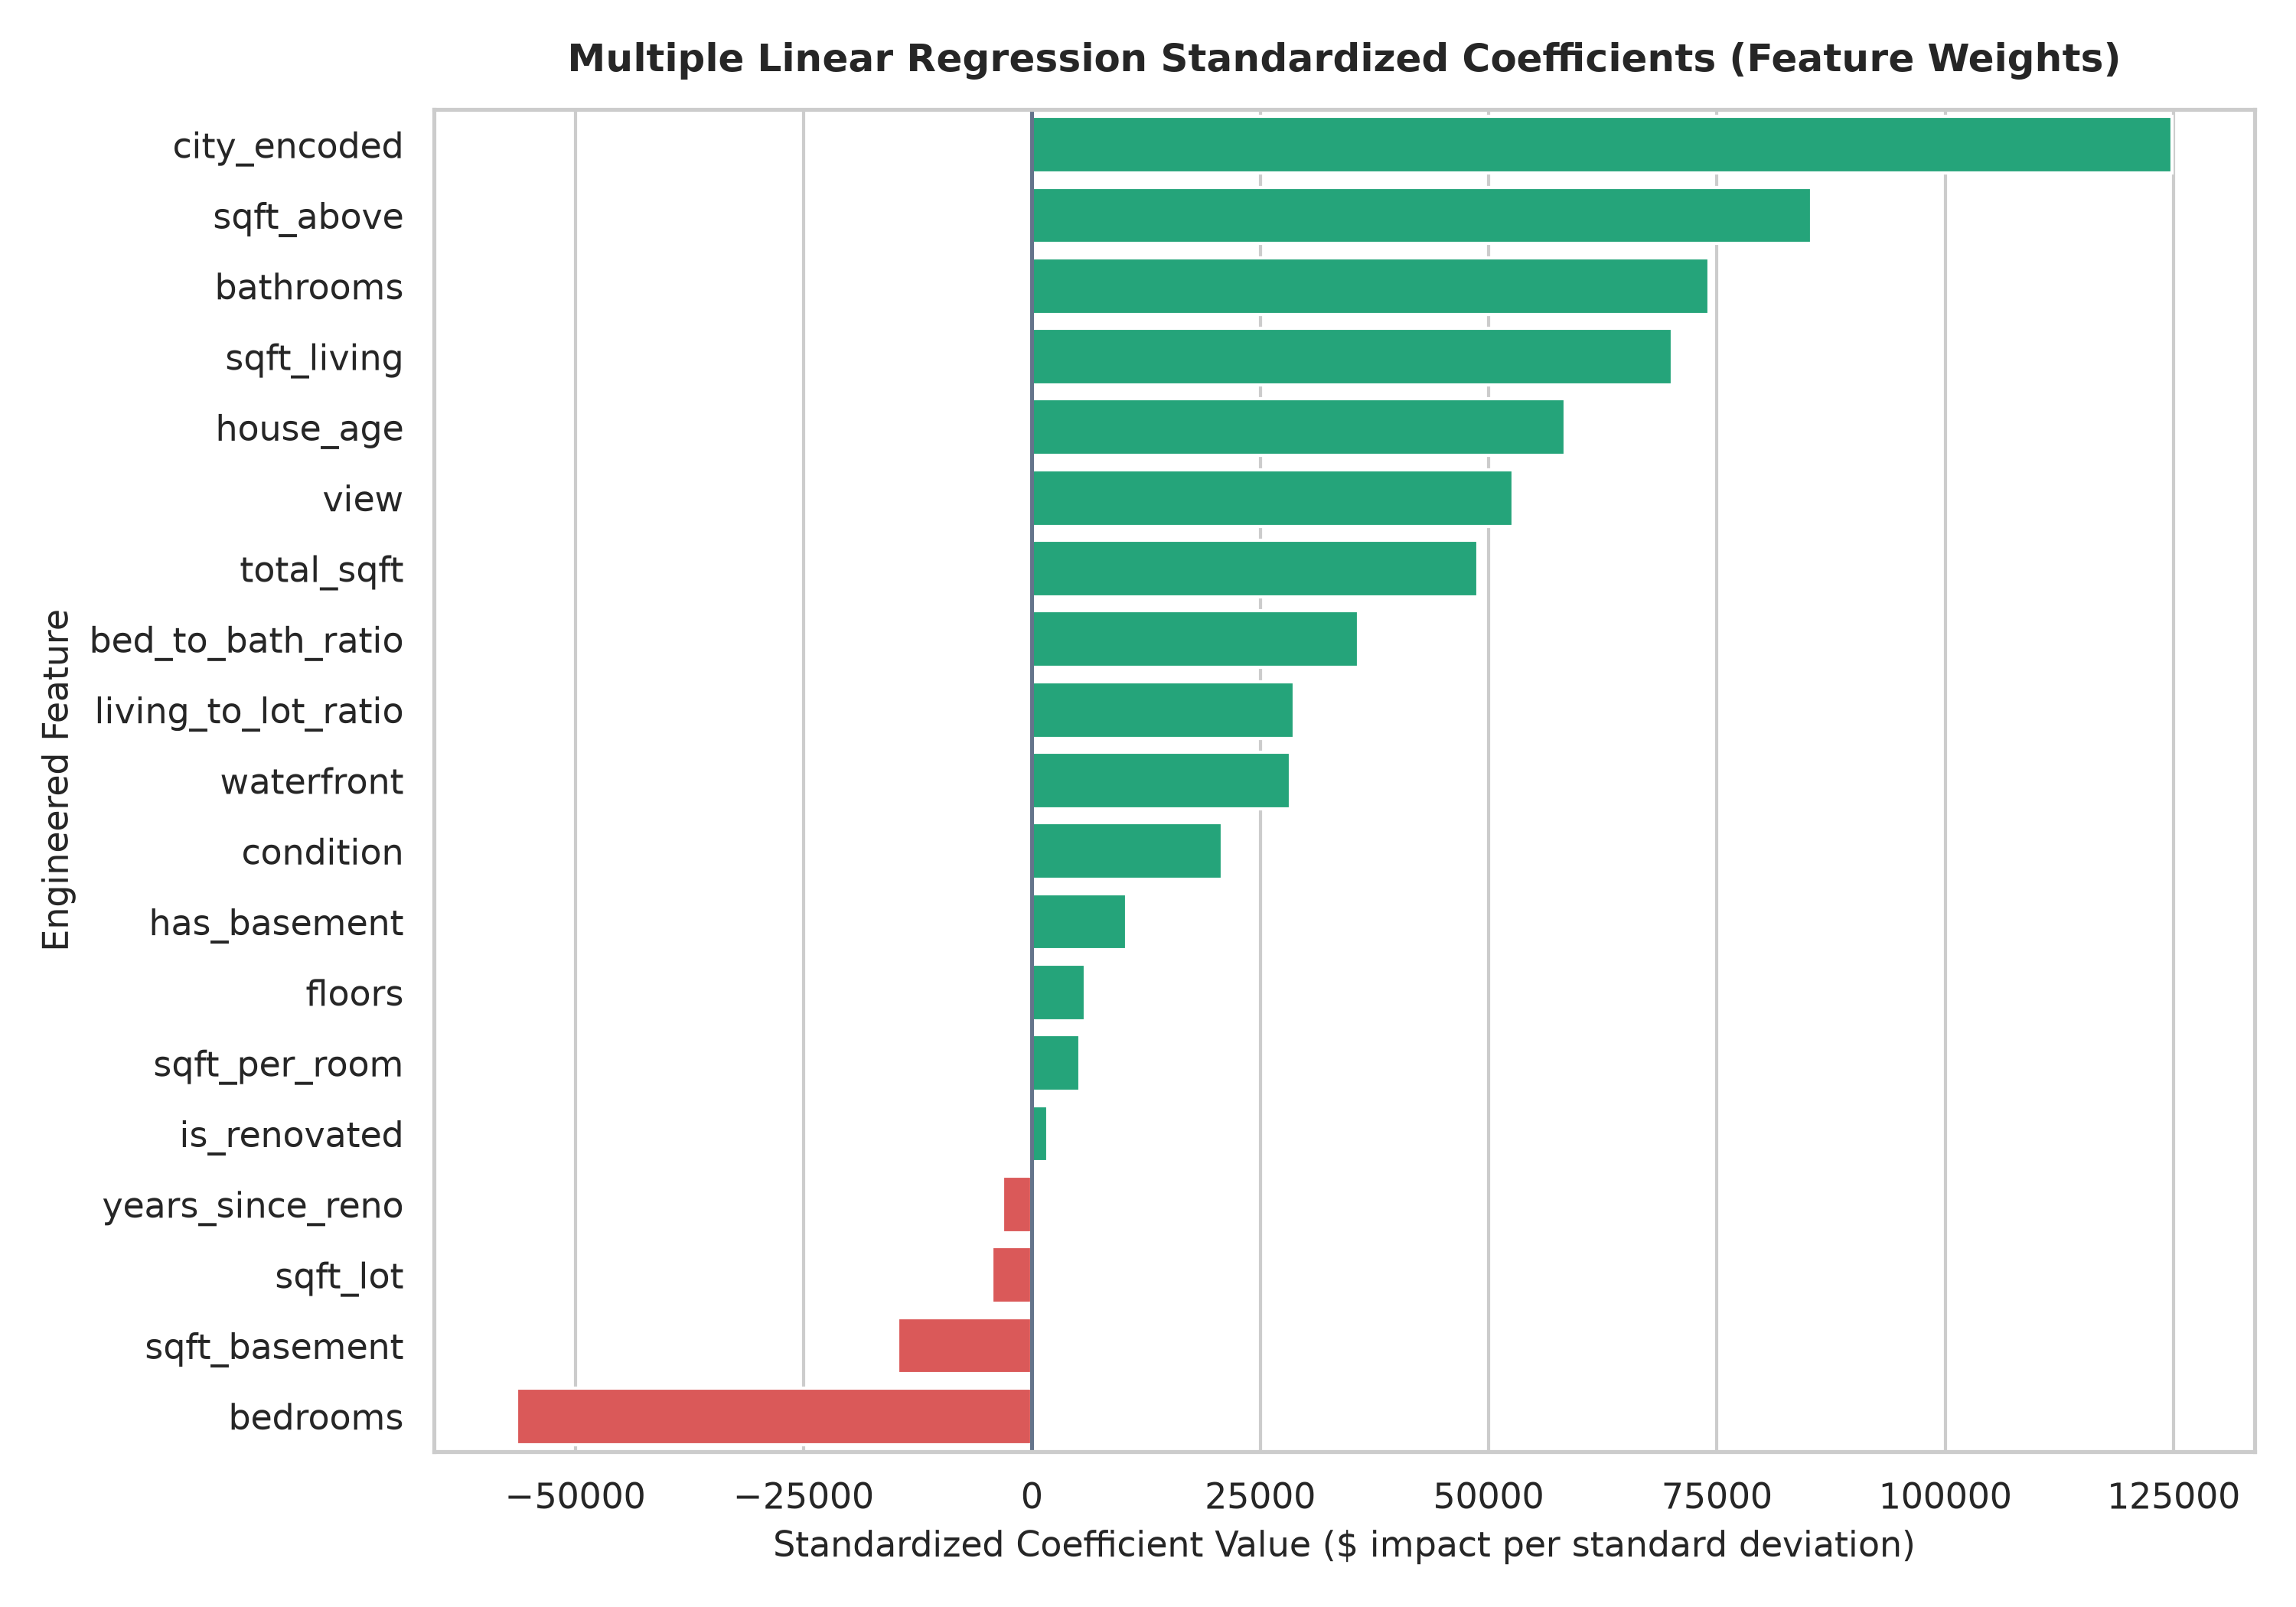 Multiple Linear Regression Standardized Coefficients (Feature Weights)
Engineered Feature
city_encoded
sqft_above
bathrooms
sqft_living
house_age
view
total_sqft
bed_to_bath_ratio
living_to_lot_ratio
waterfront
condition
has_basement
floors
sqft_per_room
is_renovated
years_since_reno
sqft_lot
sqft_basement
bedrooms
−50000 −25000 0 25000 50000 75000 100000 125000
Standardized Coefficient Value ($ impact per standard deviation)